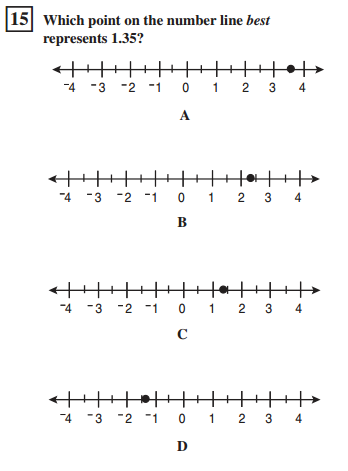 15 Which point on the number line best
represents 1.35?
-4 -3 -2 -1 0 1 2 3 4
A
-4 -3 -2 -1 0 1 2 3 4
B
-4 -3 -2 -1 0 1 2 3 4
C
-4 -3 -2 -1 0 1 2 3 4
D